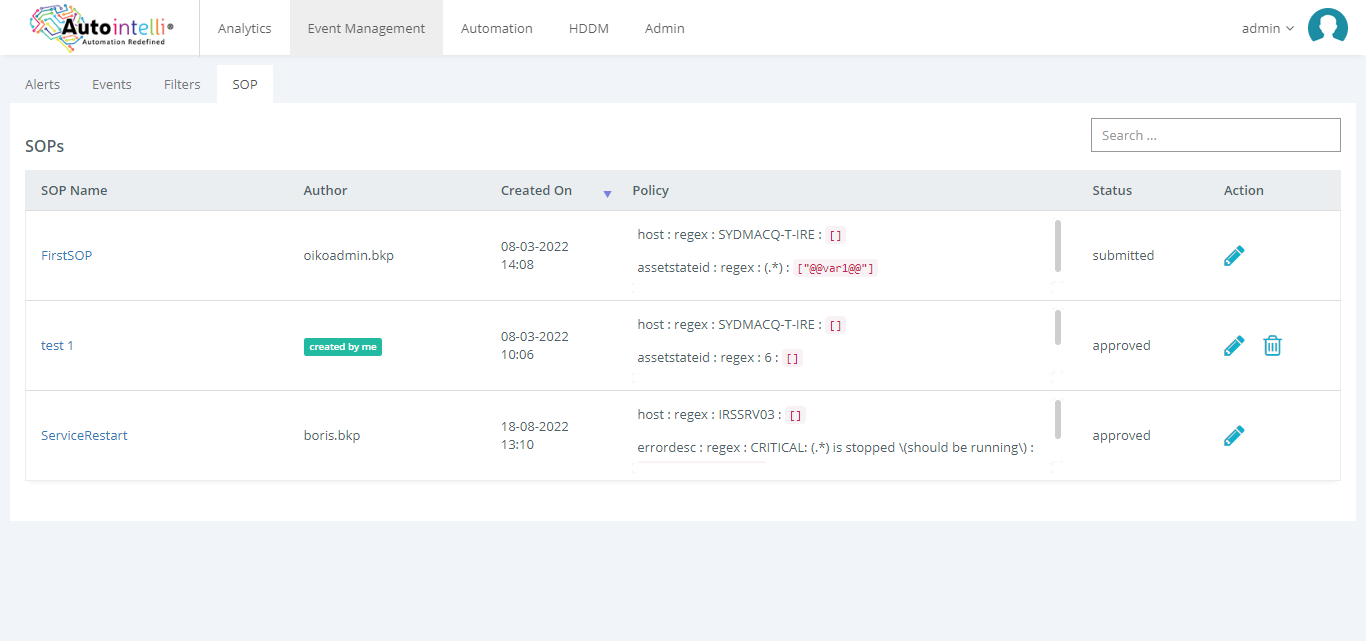 Autointelli®
Automation Redefined
Analytics
Event Management
Automation
HDDM
Admin
admin
Alerts
Events
Filters
SOP
SOPs
Search ...
SOP Name
Author
Created On
Policy
Status
Action
FirstSOP
oikoadmin.bkp
08-03-2022
14:08
host : regex : SYDMACQ-T-IRE : []
assetstateid : regex : (.*) : ["@@var1@@"]
submitted
test 1
created by me
08-03-2022
10:06
host : regex : SYDMACQ-T-IRE : []
assetstateid : regex : 6 : []
approved
ServiceRestart
boris.bkp
18-08-2022
13:10
host : regex : IRSSRV03 : []
errordesc : regex : CRITICAL: (.*) is stopped \(should be running\) :
approved